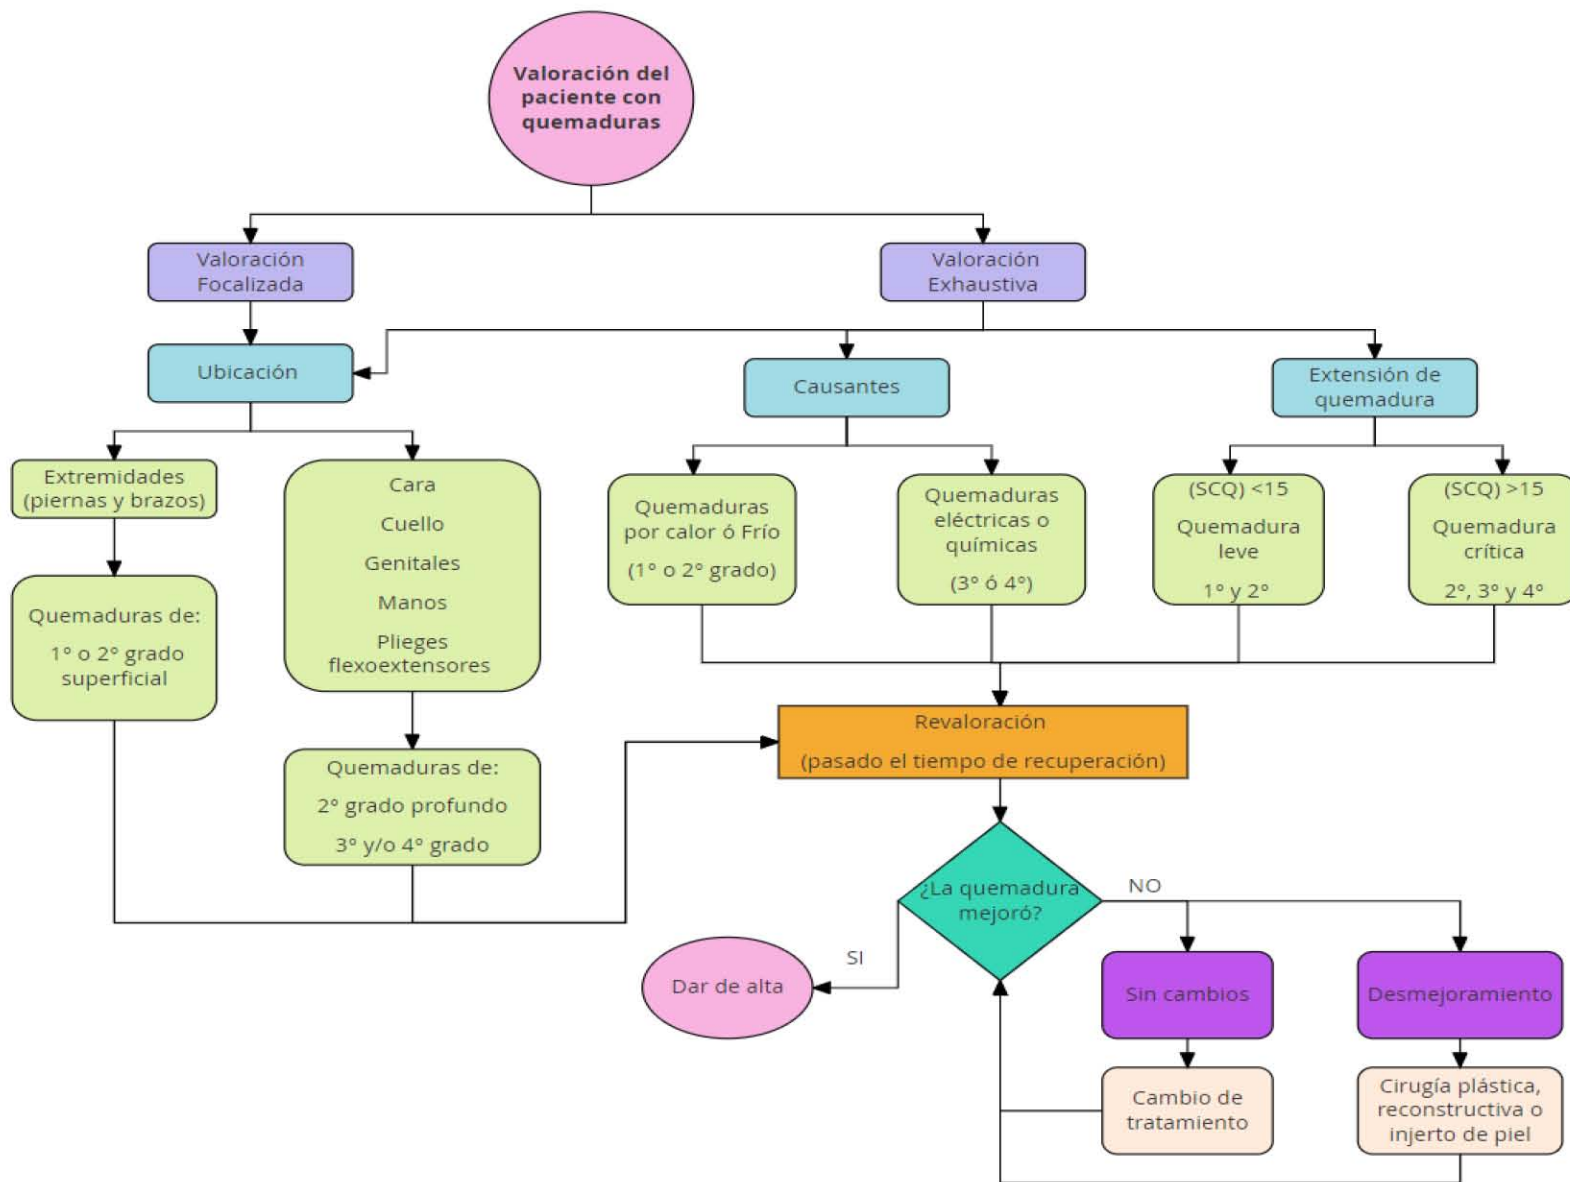 Valoración del
paciente con
quemaduras
Valoración
Focalizada
Valoración
Exhaustiva
Ubicación
Causantes
Extensión de
quemadura
Extremidades
(piernas y brazos)
Cara
Cuello
Genitales
Manos
Plieges
flexoextensores
Quemaduras
por calor ó Frío
(1° o 2° grado)
Quemaduras
eléctricas o
químicas
(3° ó 4°)
(SCQ) <15
Quemadura
leve
1° y 2°
(SCQ) >15
Quemadura
crítica
2°, 3° y 4°
Quemaduras de:
1° o 2° grado
superficial
Quemaduras de:
2° grado profundo
3° y/o 4° grado
Revaloración
(pasado el tiempo de recuperación)
¿La quemadura
mejoró?
NO
SI
Dar de alta
Sin cambios
Desmejoramiento
Cambio de
tratamiento
Cirugía plástica,
reconstructiva o
injerto de piel